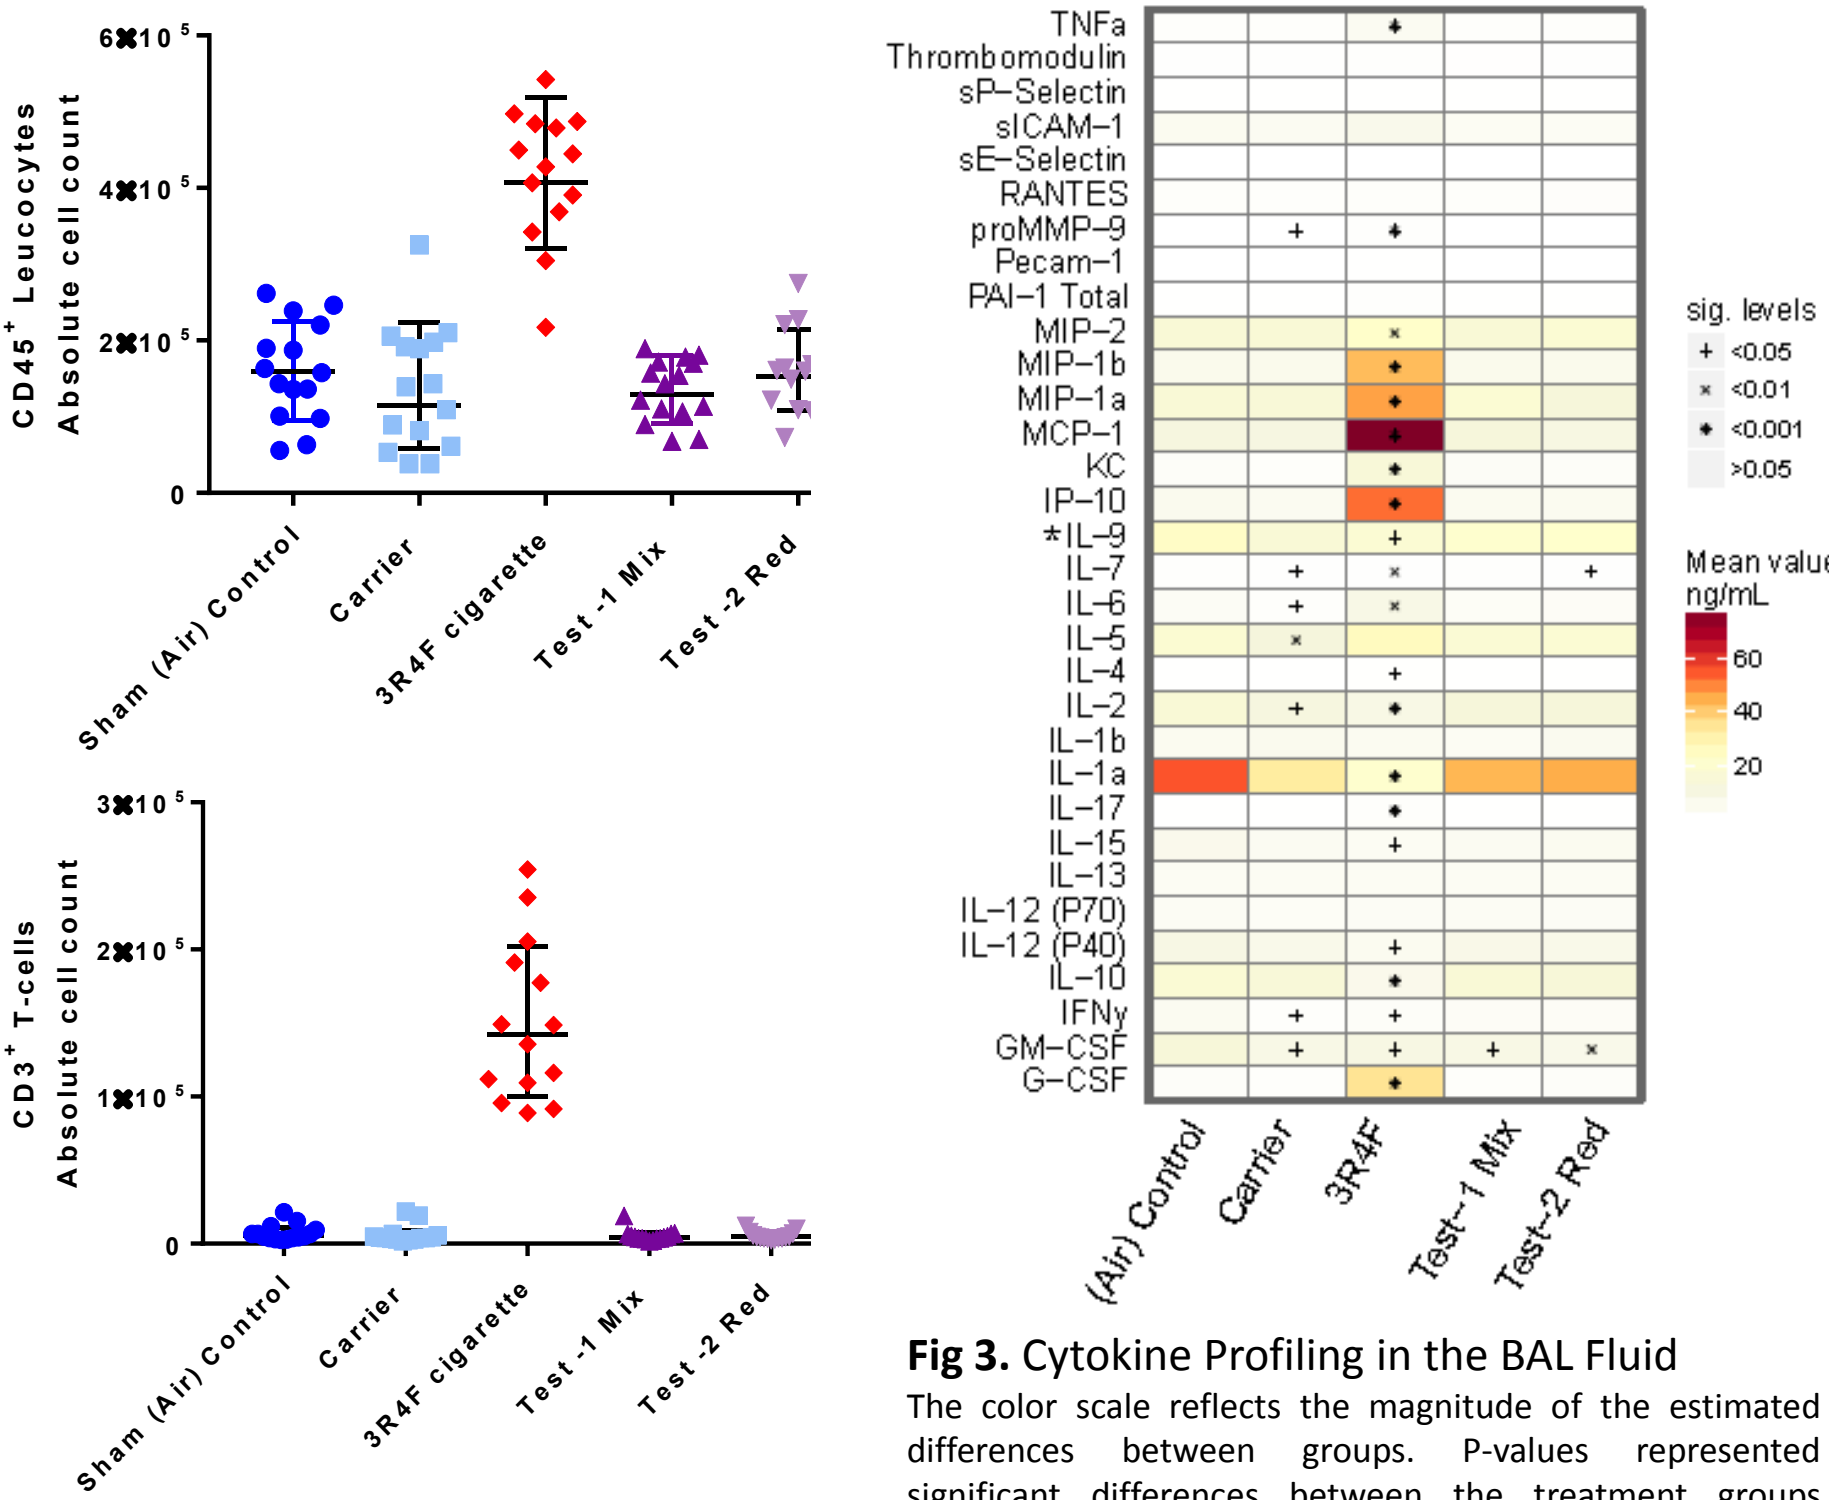 CD45+ Leucocytes
Absolute cell count
6✖10 5
4✖10 5
2✖10 5
0
Sham (Air) Control
Carrier
3R4F cigarette
Test -1 Mix
Test -2 Red
CD3+ T-cells
Absolute cell count
3✖10 5
2✖10 5
1✖10 5
0
Sham (Air) Control
Carrier
3R4F cigarette
Test -1 Mix
Test -2 Red
TNFa
Thrombomodulin
sP-Selectin
sICAM-1
sE-Selectin
RANTES
proMMP-9
Pecam-1
PAI-1 Total
MIP-2
MIP-1b
MIP-1a
MCP-1
KC
IP-10
*IL-9
IL-7
IL-6
IL-5
IL-4
IL-2
IL-1b
IL-1a
IL-17
IL-15
IL-13
IL-12 (P70)
IL-12 (P40)
IL-10
IFNy
GM-CSF
G-CSF
(Air) Control
Carrier
3R4F
Test-1 Mix
Test-2 Red
sig. levels
+ <0.05
× <0.01
◆ <0.001
>0.05
Mean value
ng/mL
60
40
20
Fig 3. Cytokine Profiling in the BAL Fluid
The color scale reflects the magnitude of the estimated
differences between groups. P-values represented
significant differences between the treatment groups